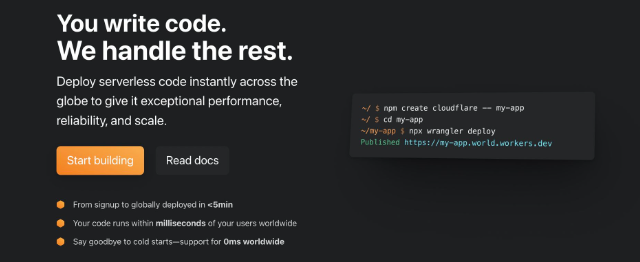 You write code.
We handle the rest.
Deploy serverless code instantly across the
globe to give it exceptional performance,
reliability, and scale.
Start building
Read docs
From signup to globally deployed in <5min
Your code runs within milliseconds of your users worldwide
Say goodbye to cold starts—support for 0ms worldwide
~/ $ npm create cloudflare -- my-app
~/ $ cd my-app
~/my-app $ npx wrangler deploy
Published https://my-app.world.workers.dev